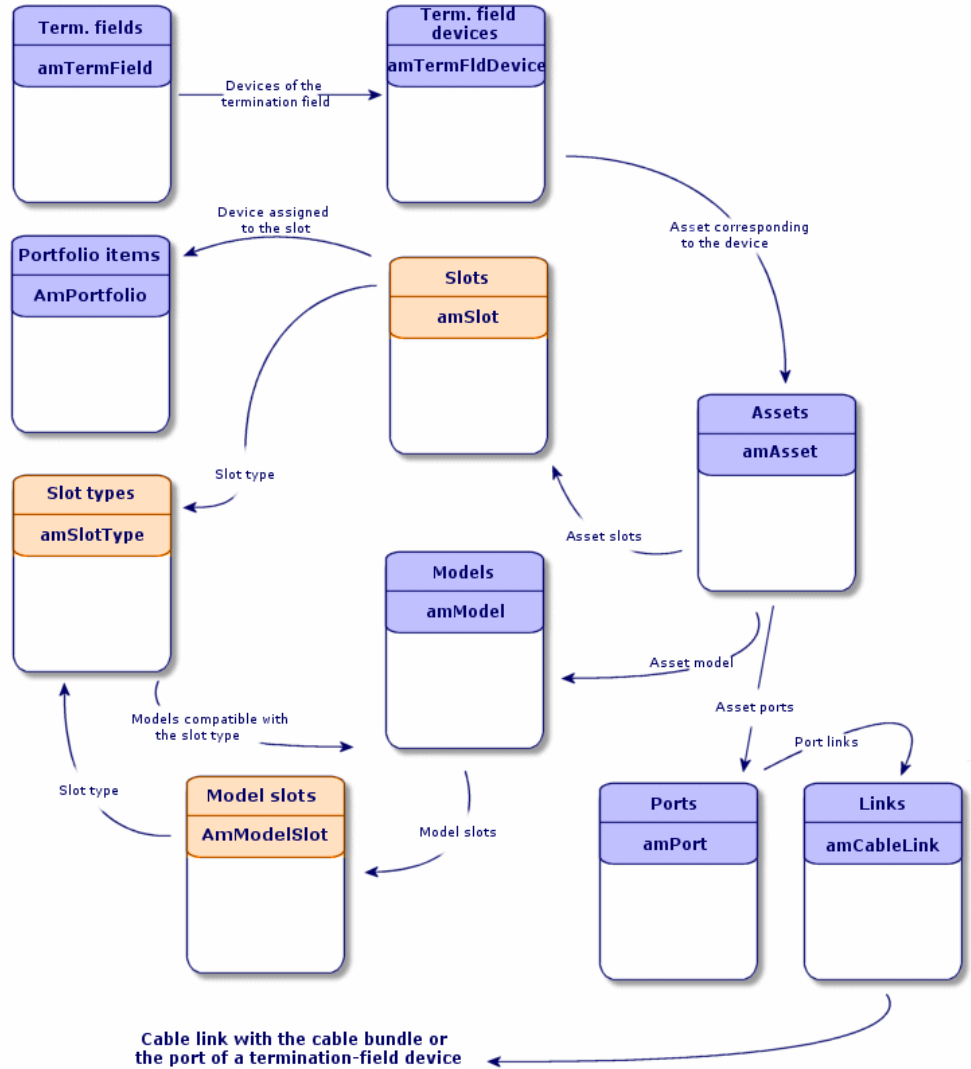 Term. fields
amTermField
Term. field
devices
amTermFldDevice
Devices of the
termination field
Device assigned
to the slot
Asset corresponding
to the device
Portfolio items
AmPortfolio
Slots
amSlot
Assets
amAsset
Slot type
Slot types
amSlotType
Asset slots
Models
amModel
Asset model
Asset ports
Models compatible with
the slot type
Port links
Slot type
Model slots
AmModelSlot
Model slots
Ports
amPort
Links
amCableLink
Cable link with the cable bundle or
the port of a termination-field device